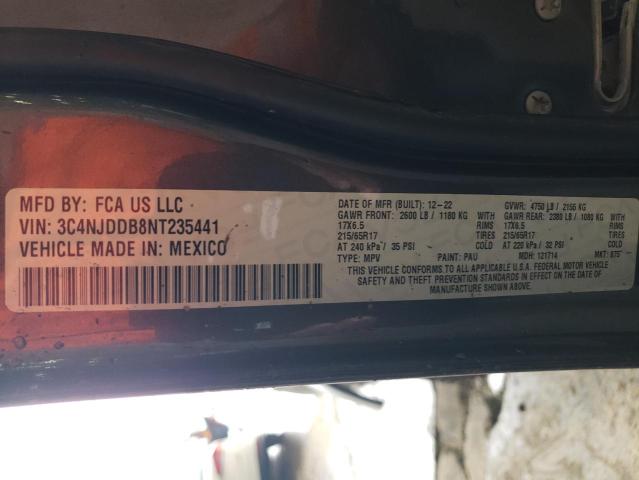 MFD BY: FCA US LLC
VIN: 3C4NJDDB8NT235441
VEHICLE MADE IN: MEXICO
DATE OF MFR (BUILT): 12-22 GVWR: 4750 LB / 2155 KG
GAWR FRONT: 2600 LB / 1180 KG GAWR REAR: 2380 LB / 1080 KG
17X6.5 RIMS 17X6.5 RIMS
215/65R17 TIRES 215/65R17 TIRES
AT 240 kPa / 35 PSI COLD AT 220 kPa / 32 PSI COLD
TYPE: MPV PAINT: PAU MDH: 121714 MKT: 675
THIS VEHICLE CONFORMS TO ALL APPLICABLE U.S.A. FEDERAL MOTOR VEHICLE
SAFETY AND THEFT PREVENTION STANDARDS IN EFFECT ON THE DATE OF
MANUFACTURE SHOWN ABOVE.